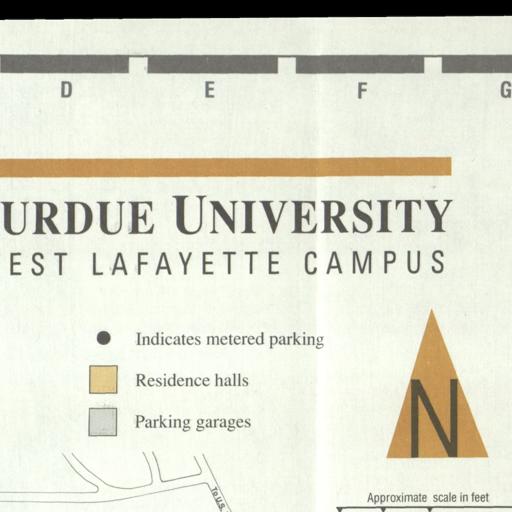 D E F G
URDUE UNIVERSITY
EST LAFAYETTE CAMPUS
Indicates metered parking
Residence halls
Parking garages
N
To U.S.
Approximate scale in feet